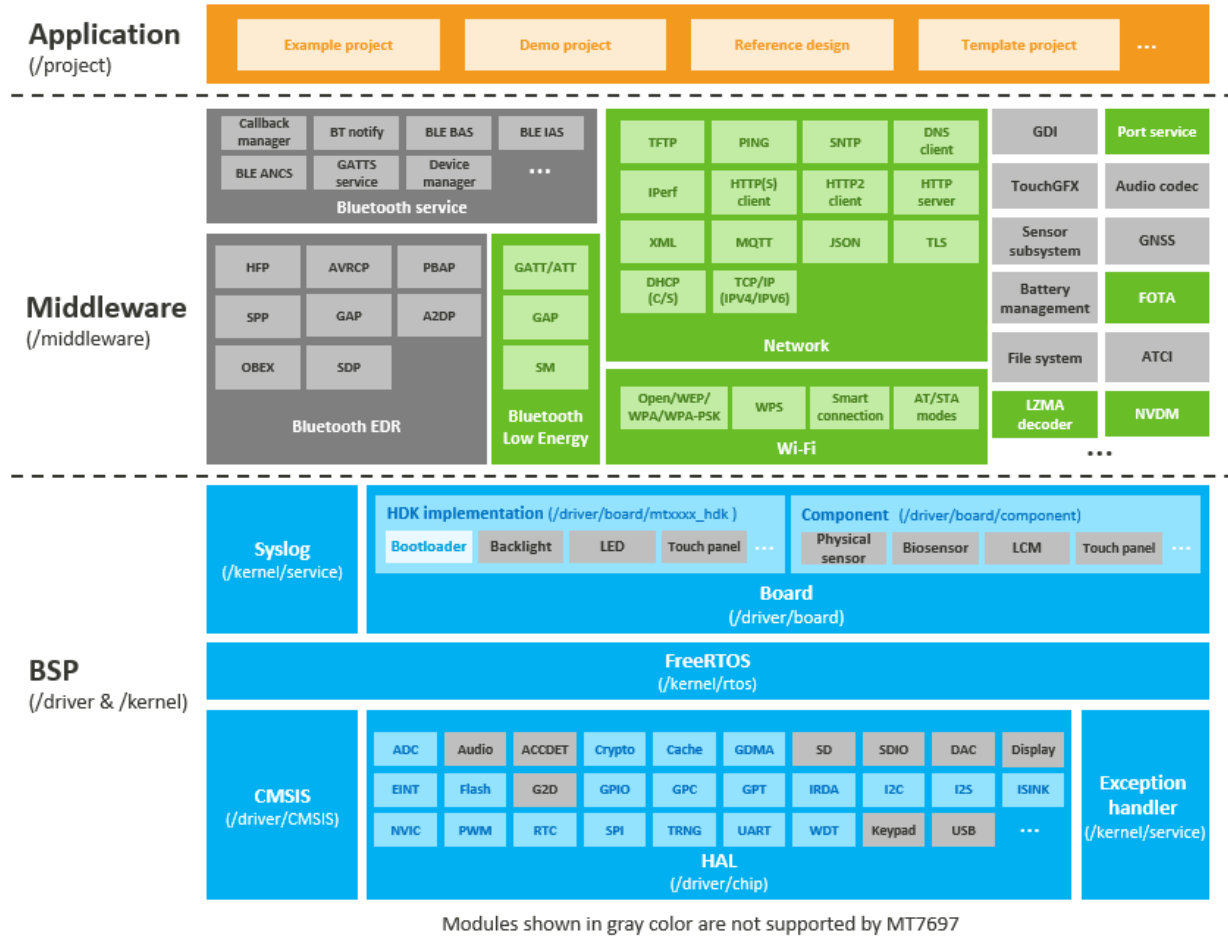 Application
(/project)
Example project
Demo project
Reference design
Template project
...
Middleware
(/middleware)
Callback
manager
BT notify
BLE BAS
BLE IAS
BLE ANCS
GATTS
service
Device
manager
...
Bluetooth service
HFP
AVRCP
PBAP
SPP
GAP
A2DP
OBEX
SDP
Bluetooth EDR
GATT/ATT
GAP
SM
Bluetooth
Low Energy
TFTP
PING
SNTP
DNS
client
IPerf
HTTP(S)
client
HTTP2
client
HTTP
server
XML
MQTT
JSON
TLS
DHCP
(C/S)
TCP/IP
(IPV4/IPV6)
Network
Open/WEP/
WPA/WPA-PSK
WPS
Smart
connection
AT/STA
modes
Wi-Fi
GDI
Port service
TouchGFX
Audio codec
Sensor
subsystem
GNSS
Battery
management
FOTA
File system
ATCI
LZMA
decoder
NVDM
...
BSP
(/driver & /kernel)
Syslog
(/kernel/service)
HDK implementation (/driver/board/mtxxxx_hdk )
Bootloader
Backlight
LED
Touch panel
...
Component (/driver/board/component)
Physical
sensor
Biosensor
LCM
Touch panel
...
Board
(/driver/board)
FreeRTOS
(/kernel/rtos)
CMSIS
(/driver/CMSIS)
ADC
Audio
ACCDET
Crypto
Cache
GDMA
SD
SDIO
DAC
Display
EINT
Flash
G2D
GPIO
GPC
GPT
IRDA
I2C
I2S
ISINK
NVIC
PWM
RTC
SPI
TRNG
UART
WDT
Keypad
USB
...
HAL
(/driver/chip)
Exception
handler
(/kernel/service)
Modules shown in gray color are not supported by MT7697